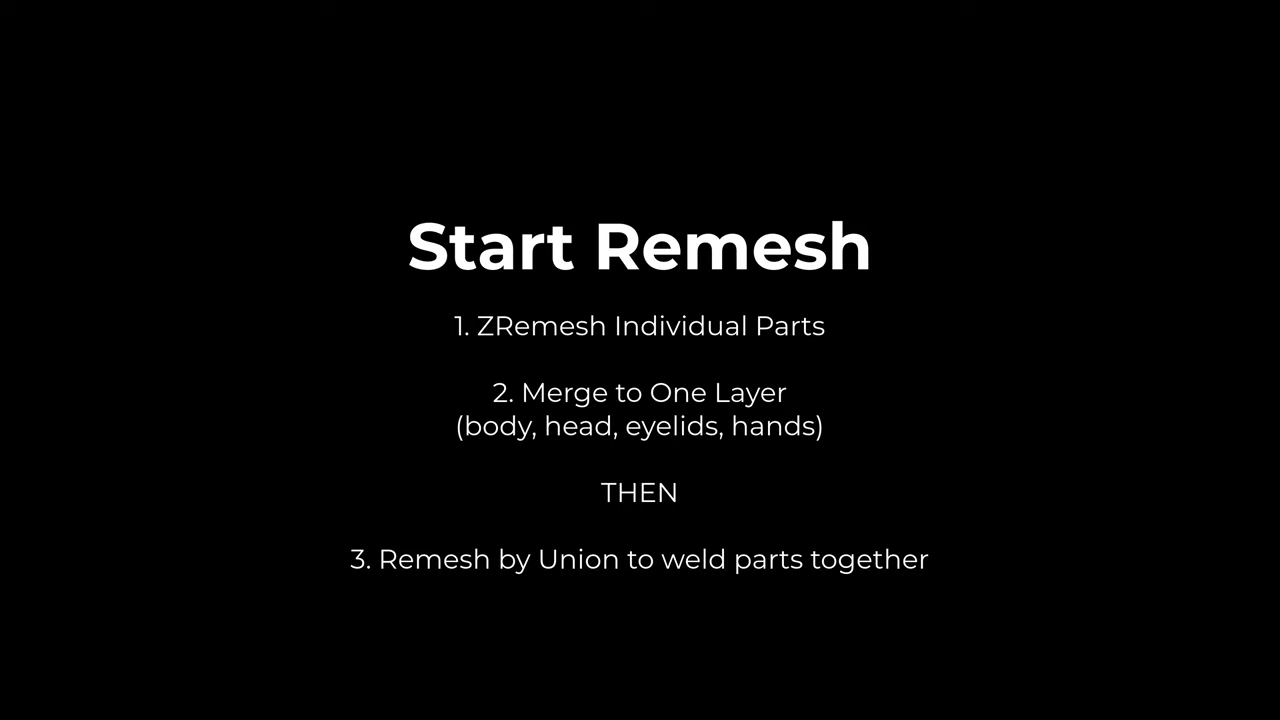 Start Remesh
1. ZRemesh Individual Parts
2. Merge to One Layer
(body, head, eyelids, hands)
THEN
3. Remesh by Union to weld parts together